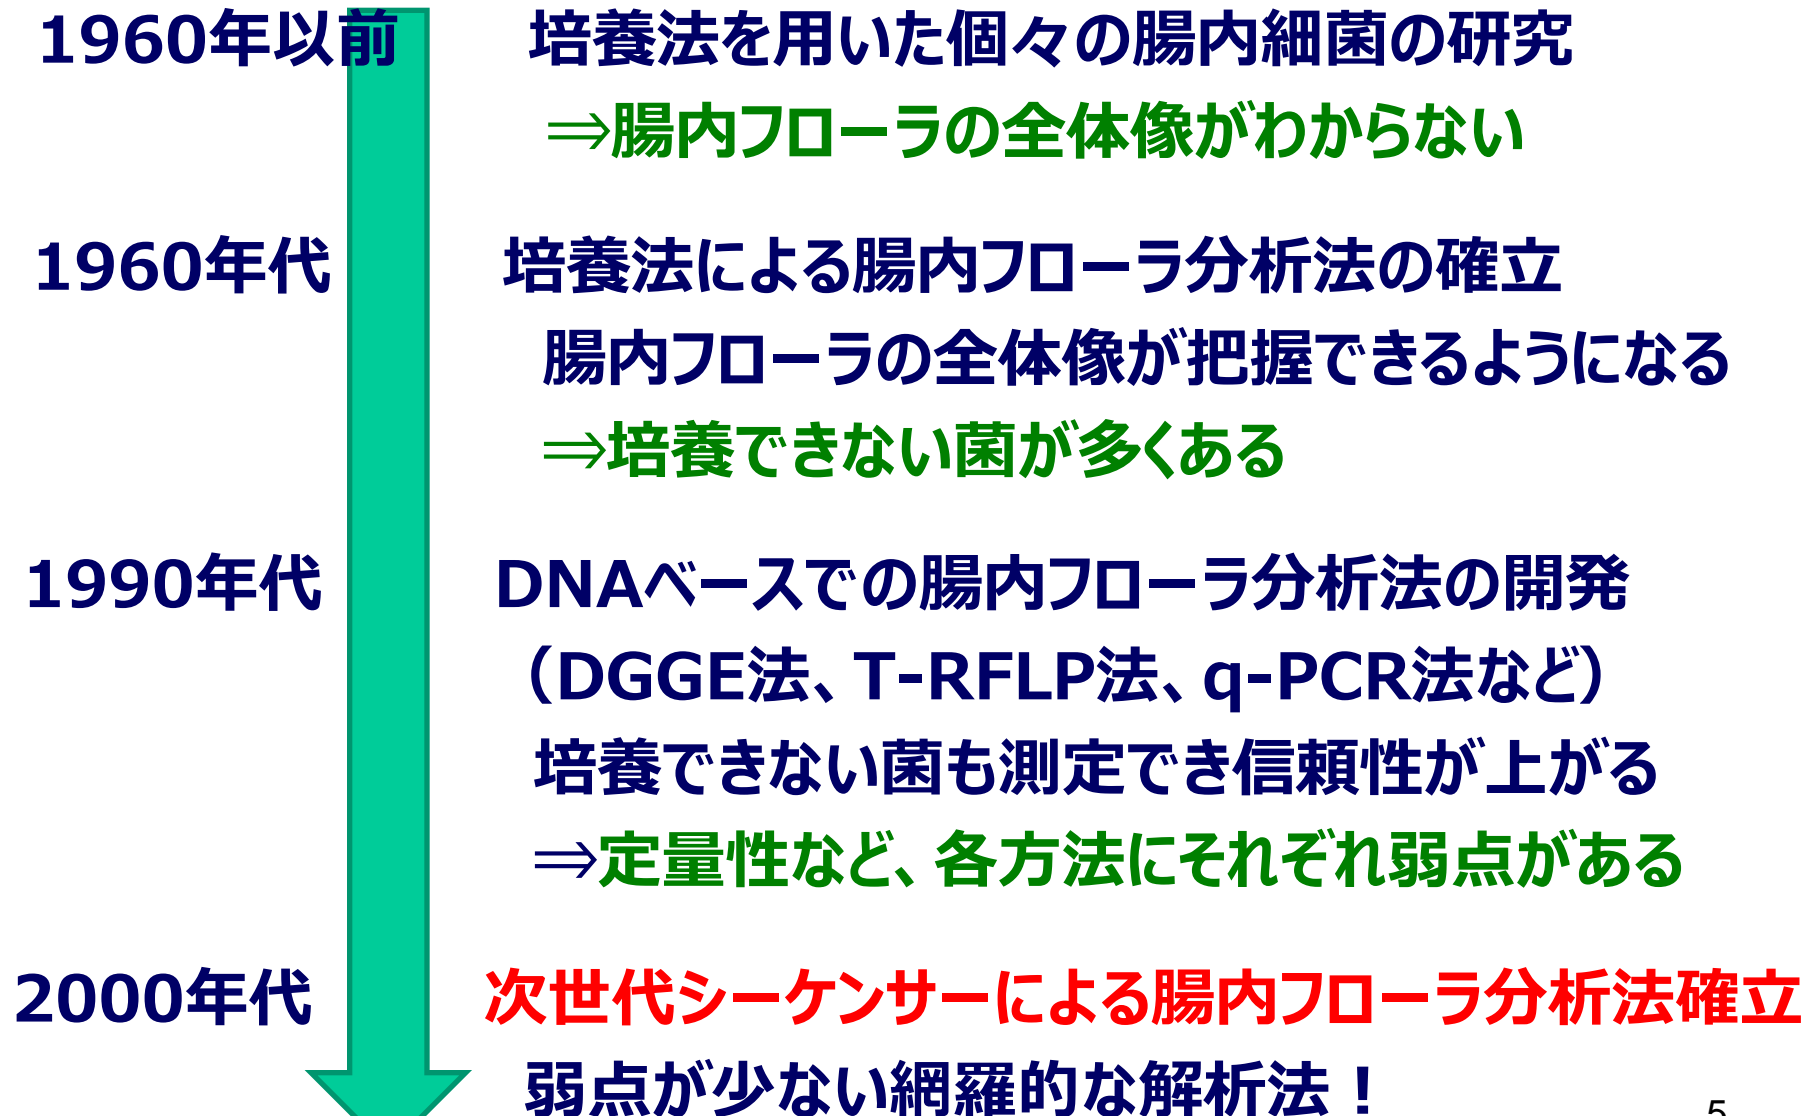 1960年以前 培養法を用いた個々の腸内細菌の研究
⇒腸内フローラの全体像がわからない
1960年代 培養法による腸内フローラ分析法の確立
腸内フローラの全体像が把握できるようになる
⇒培養できない菌が多くある
1990年代 DNAベースでの腸内フローラ分析法の開発
（DGGE法、T-RFLP法、q-PCR法など）
培養できない菌も測定でき信頼性が上がる
⇒定量性など、各方法にそれぞれ弱点がある
2000年代 次世代シーケンサーによる腸内フローラ分析法確立
弱点が少ない網羅的な解析法！
5